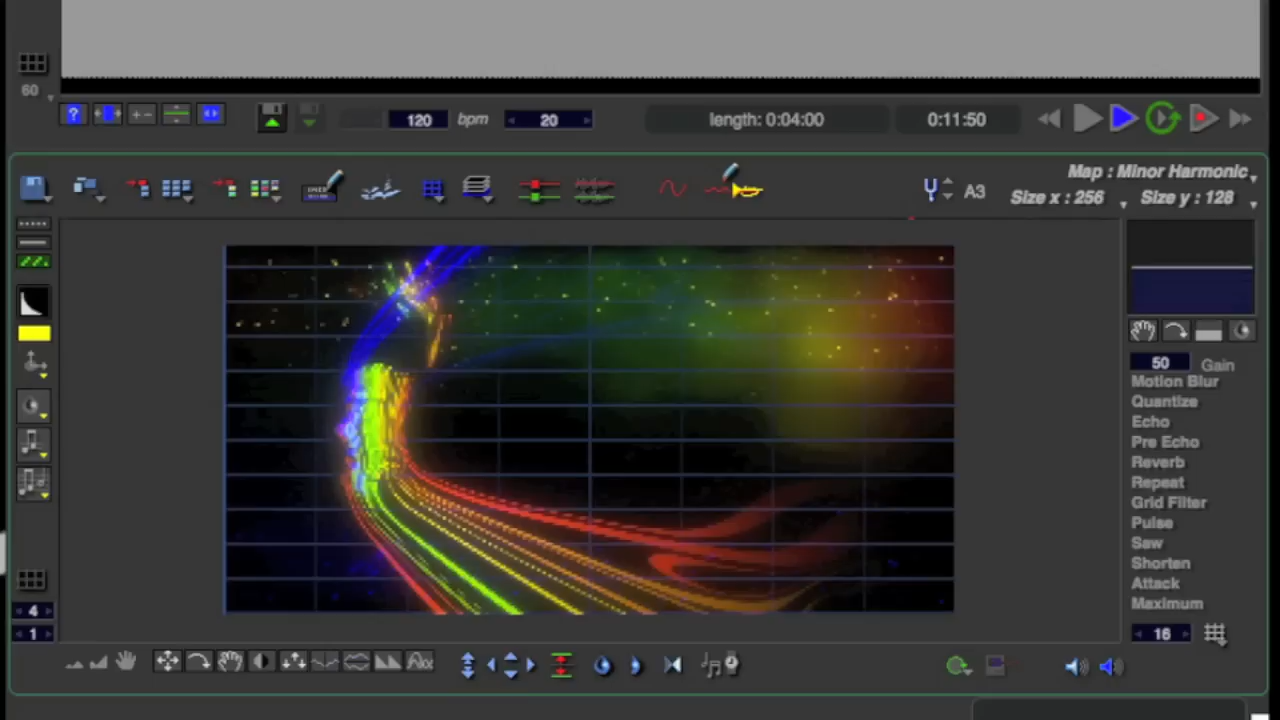 60
?
120 bpm 20 length: 0:04:00 0:11:50
A3 Map : Minor Harmonic
Size x : 256 Size y : 128
50 Gain
Motion Blur
Quantize
Echo
Pre Echo
Reverb
Repeat
Grid Filter
Pulse
Saw
Shorten
Attack
Maximum
4
1
16